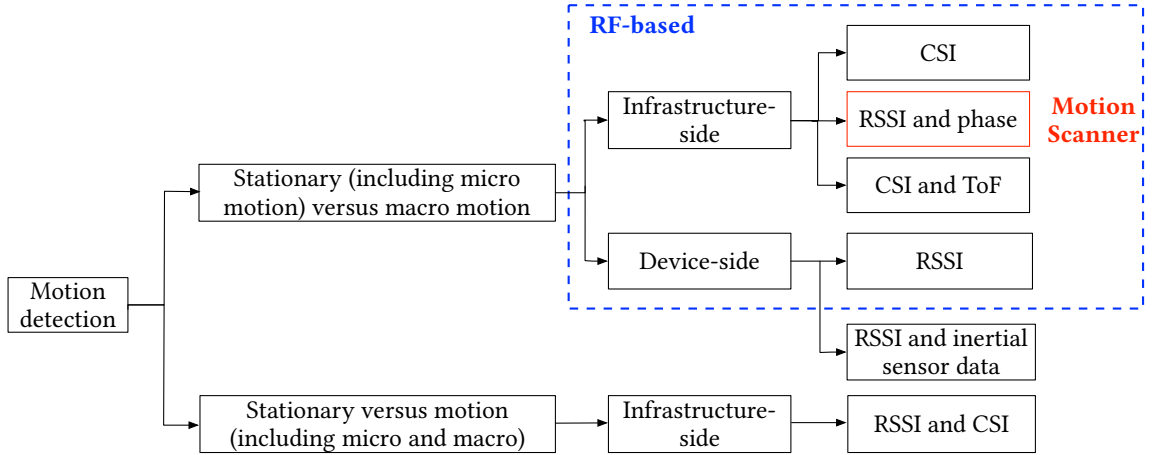 RF-based
CSI
Infrastructure-
side
RSSI and phase
Motion
Scanner
Stationary (including micro
motion) versus macro motion
CSI and ToF
Device-side
RSSI
Motion
detection
RSSI and inertial
sensor data
Stationary versus motion
(including micro and macro)
Infrastructure-
side
RSSI and CSI